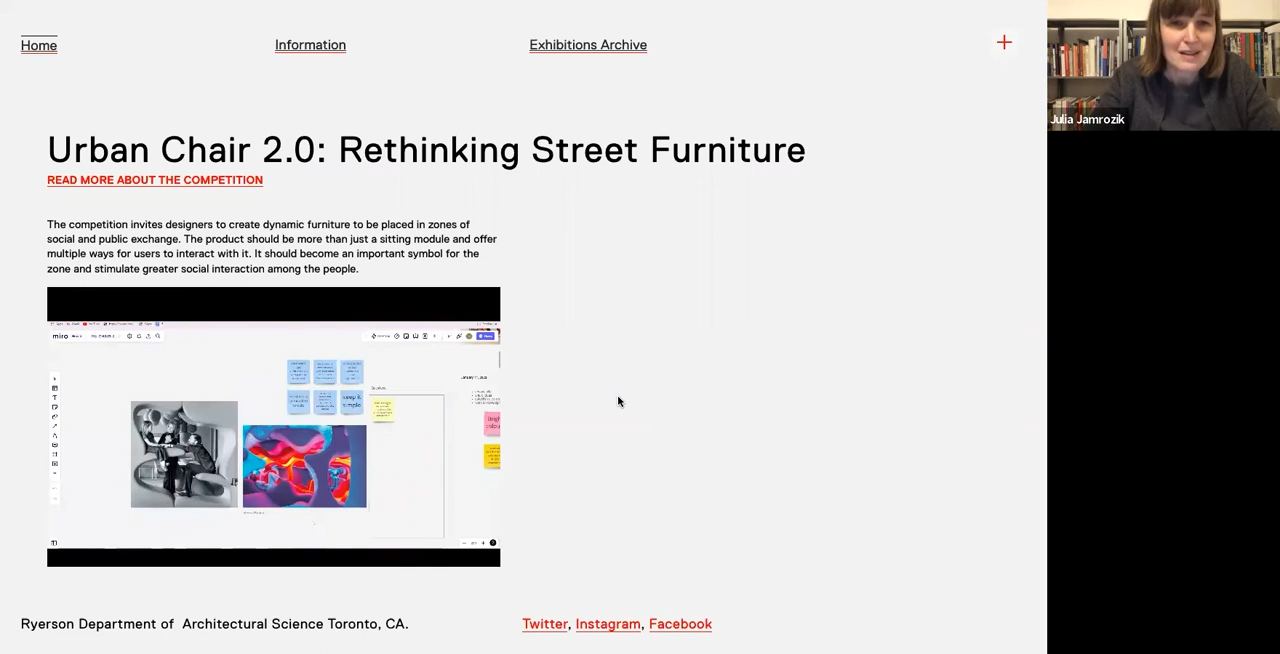 Home
Information
Exhibitions Archive
Julia Jamrozik
Urban Chair 2.0: Rethinking Street Furniture
READ MORE ABOUT THE COMPETITION
The competition invites designers to create dynamic furniture to be placed in zones of
social and public exchange. The product should be more than just a sitting module and offer
multiple ways for users to interact with it. It should become an important symbol for the
zone and stimulate greater social interaction among the people.
miro
keep it
simple
Ryerson Department of Architectural Science Toronto, CA.
Twitter, Instagram, Facebook